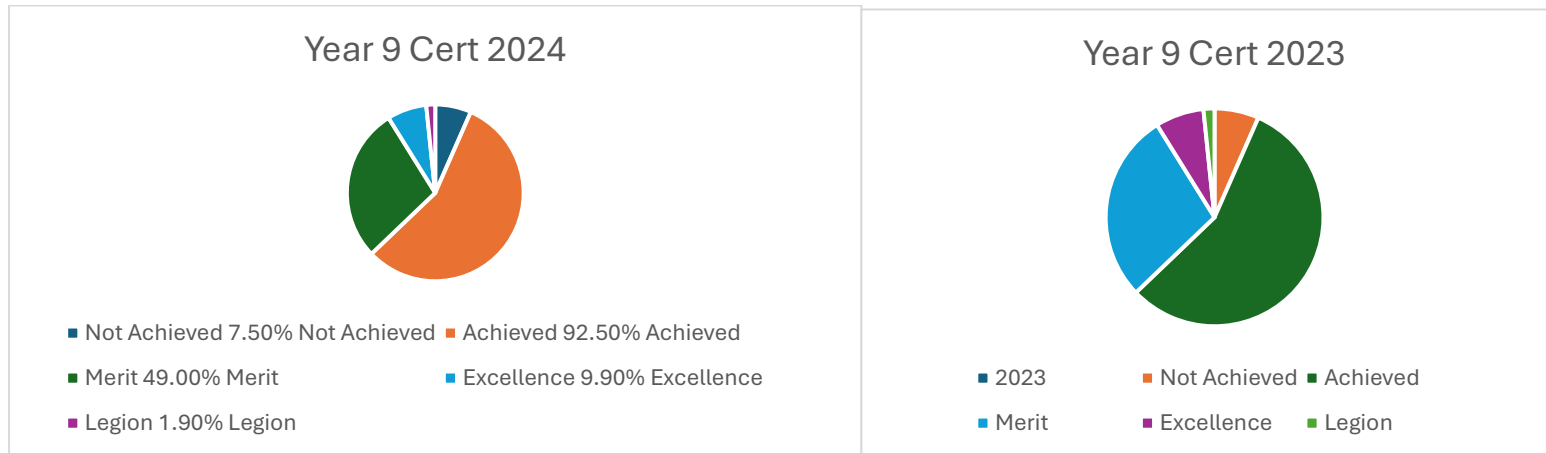 Year 9 Cert 2024
Not Achieved 7.50% Not Achieved Achieved 92.50% Achieved
Merit 49.00% Merit Excellence 9.90% Excellence
Legion 1.90% Legion
Year 9 Cert 2023
2023 Not Achieved Achieved
Merit Excellence Legion